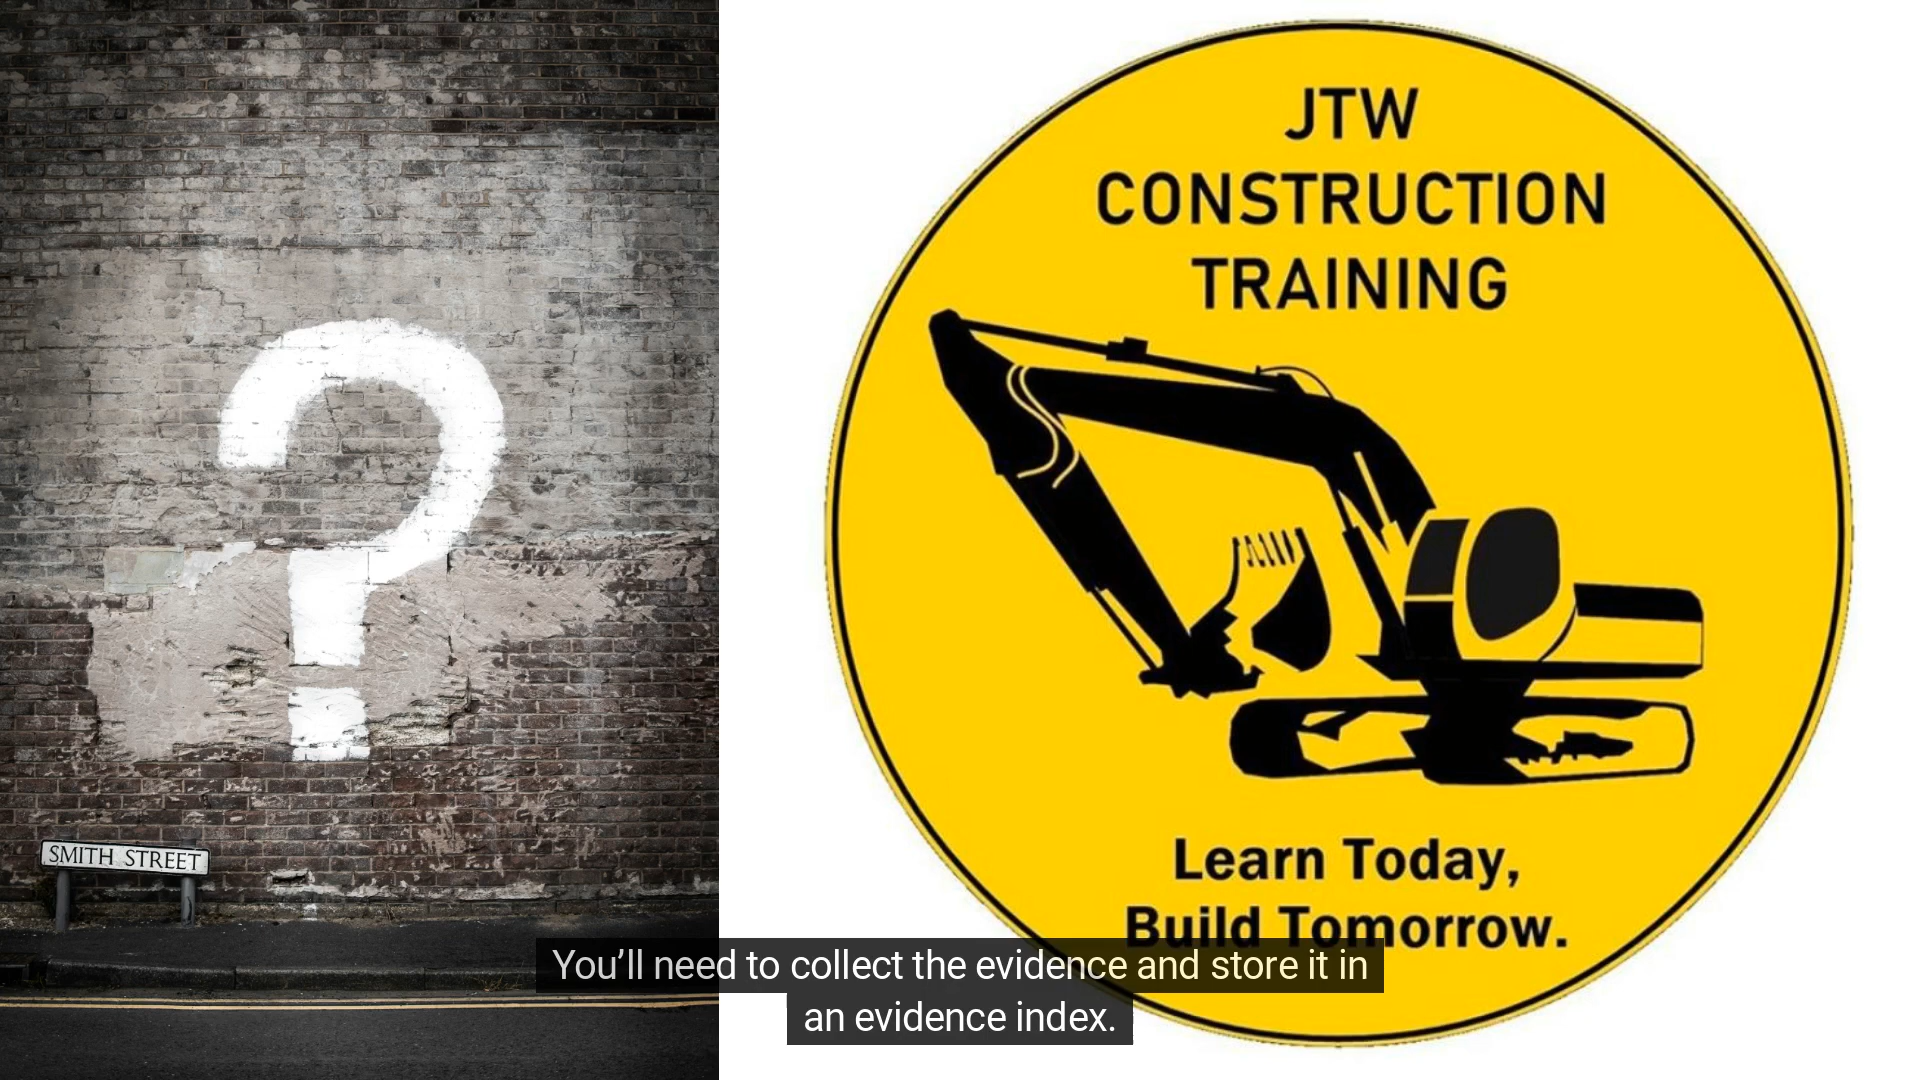 SMITH STREET
JTW
CONSTRUCTION
TRAINING
Learn Today,
Build Tomorrow.
You’ll need to collect the evidence and store it in
an evidence index.